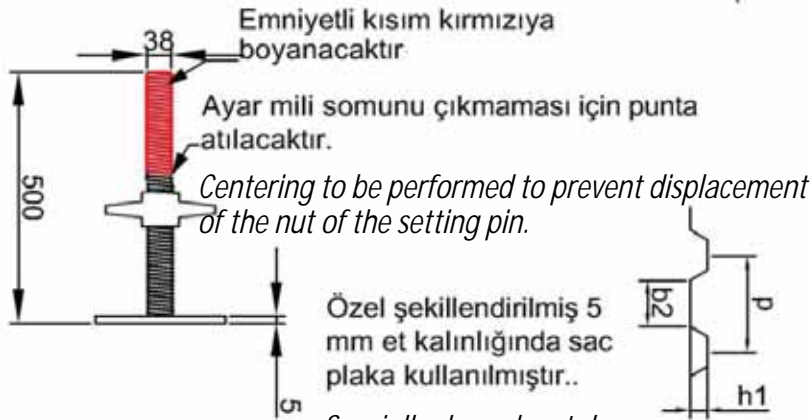 Emniyetli kısım kırmızıya
boyanacaktır
38
Ayar mili somunu çıkmaması için punta
atılacaktır.
500
Centering to be performed to prevent displacement
of the nut of the setting pin.
Özel şekillendirilmiş 5
mm et kalınlığında sac
plaka kullanılmıştır..
5
b2
p
h1